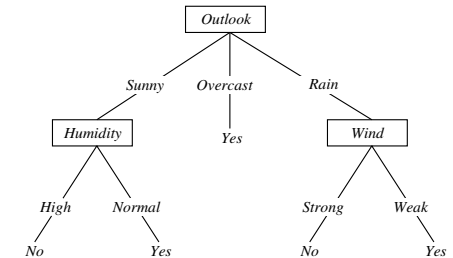 Outlook
Sunny Overcast Rain
Humidity Yes Wind
High Normal Strong Weak
No Yes No Yes